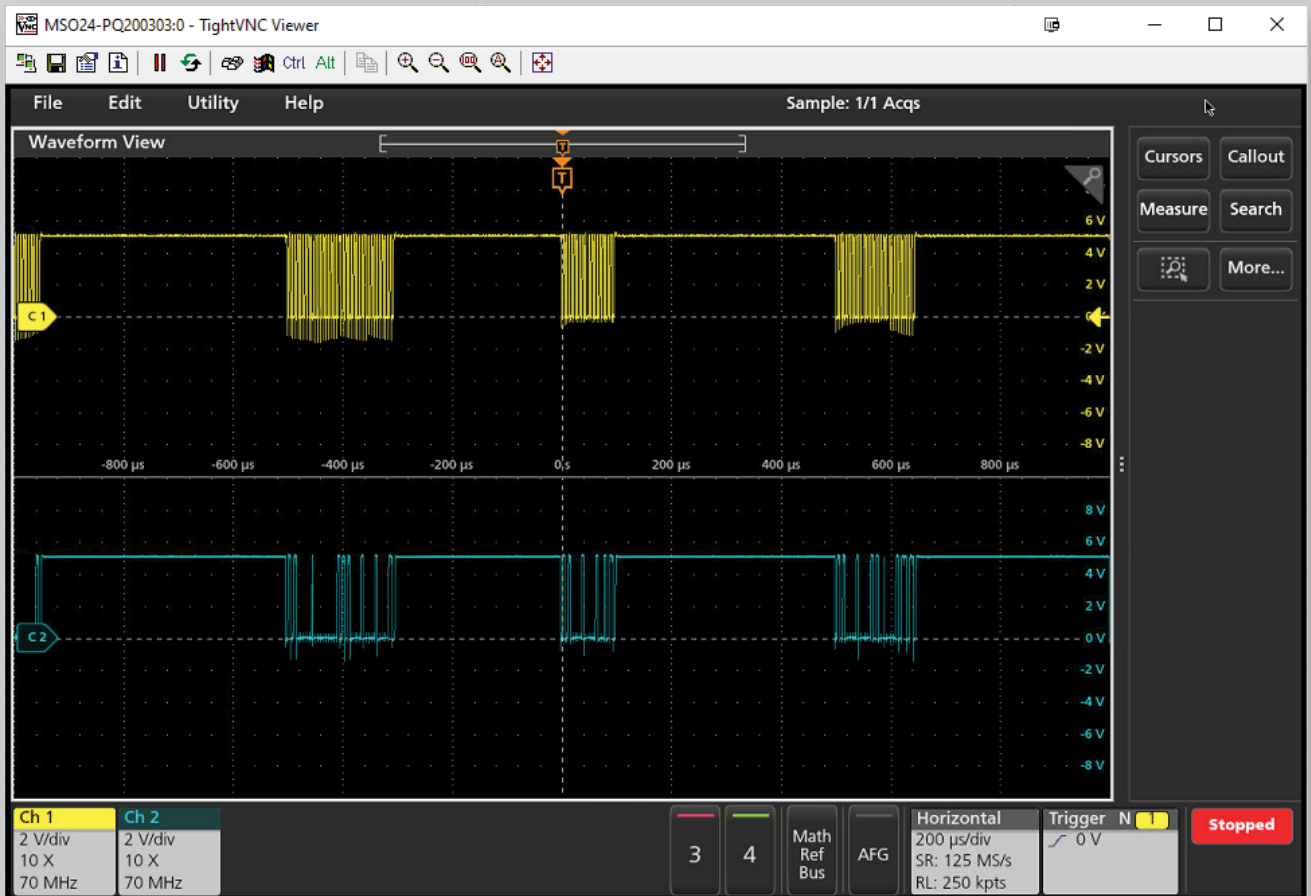 MSO24-PQ200303:0 - TightVNC Viewer
Ctrl Alt
File Edit Utility Help Sample: 1/1 Acqs
Waveform View
T
T
Cursors Callout
Measure Search
More...
6 V
4 V
2 V
C 1
-2 V
-4 V
-6 V
-8 V
-800 µs -600 µs -400 µs -200 µs 0 s 200 µs 400 µs 600 µs 800 µs
8 V
6 V
4 V
2 V
C 2 0 V
-2 V
-4 V
-6 V
-8 V
Ch 1
2 V/div
10 X
70 MHz
Ch 2
2 V/div
10 X
70 MHz
3
4
Math
Ref
Bus
AFG
Horizontal
200 µs/div
SR: 125 MS/s
RL: 250 kpts
Trigger N 1
0 V
Stopped